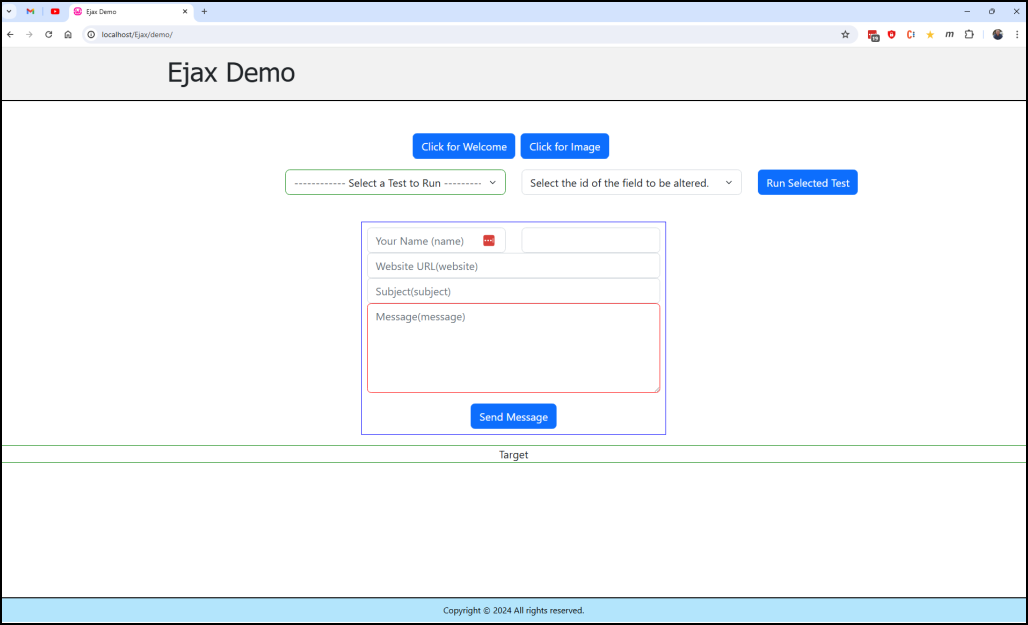 Ejax Demo
localhost/Ejax/demo/
19
m
Ejax Demo
Click for Welcome
Click for Image
------------ Select a Test to Run ---------
Select the id of the field to be altered.
Run Selected Test
Your Name (name)
Website URL(website)
Subject(subject)
Message(message)
Send Message
Target
Copyright © 2024 All rights reserved.